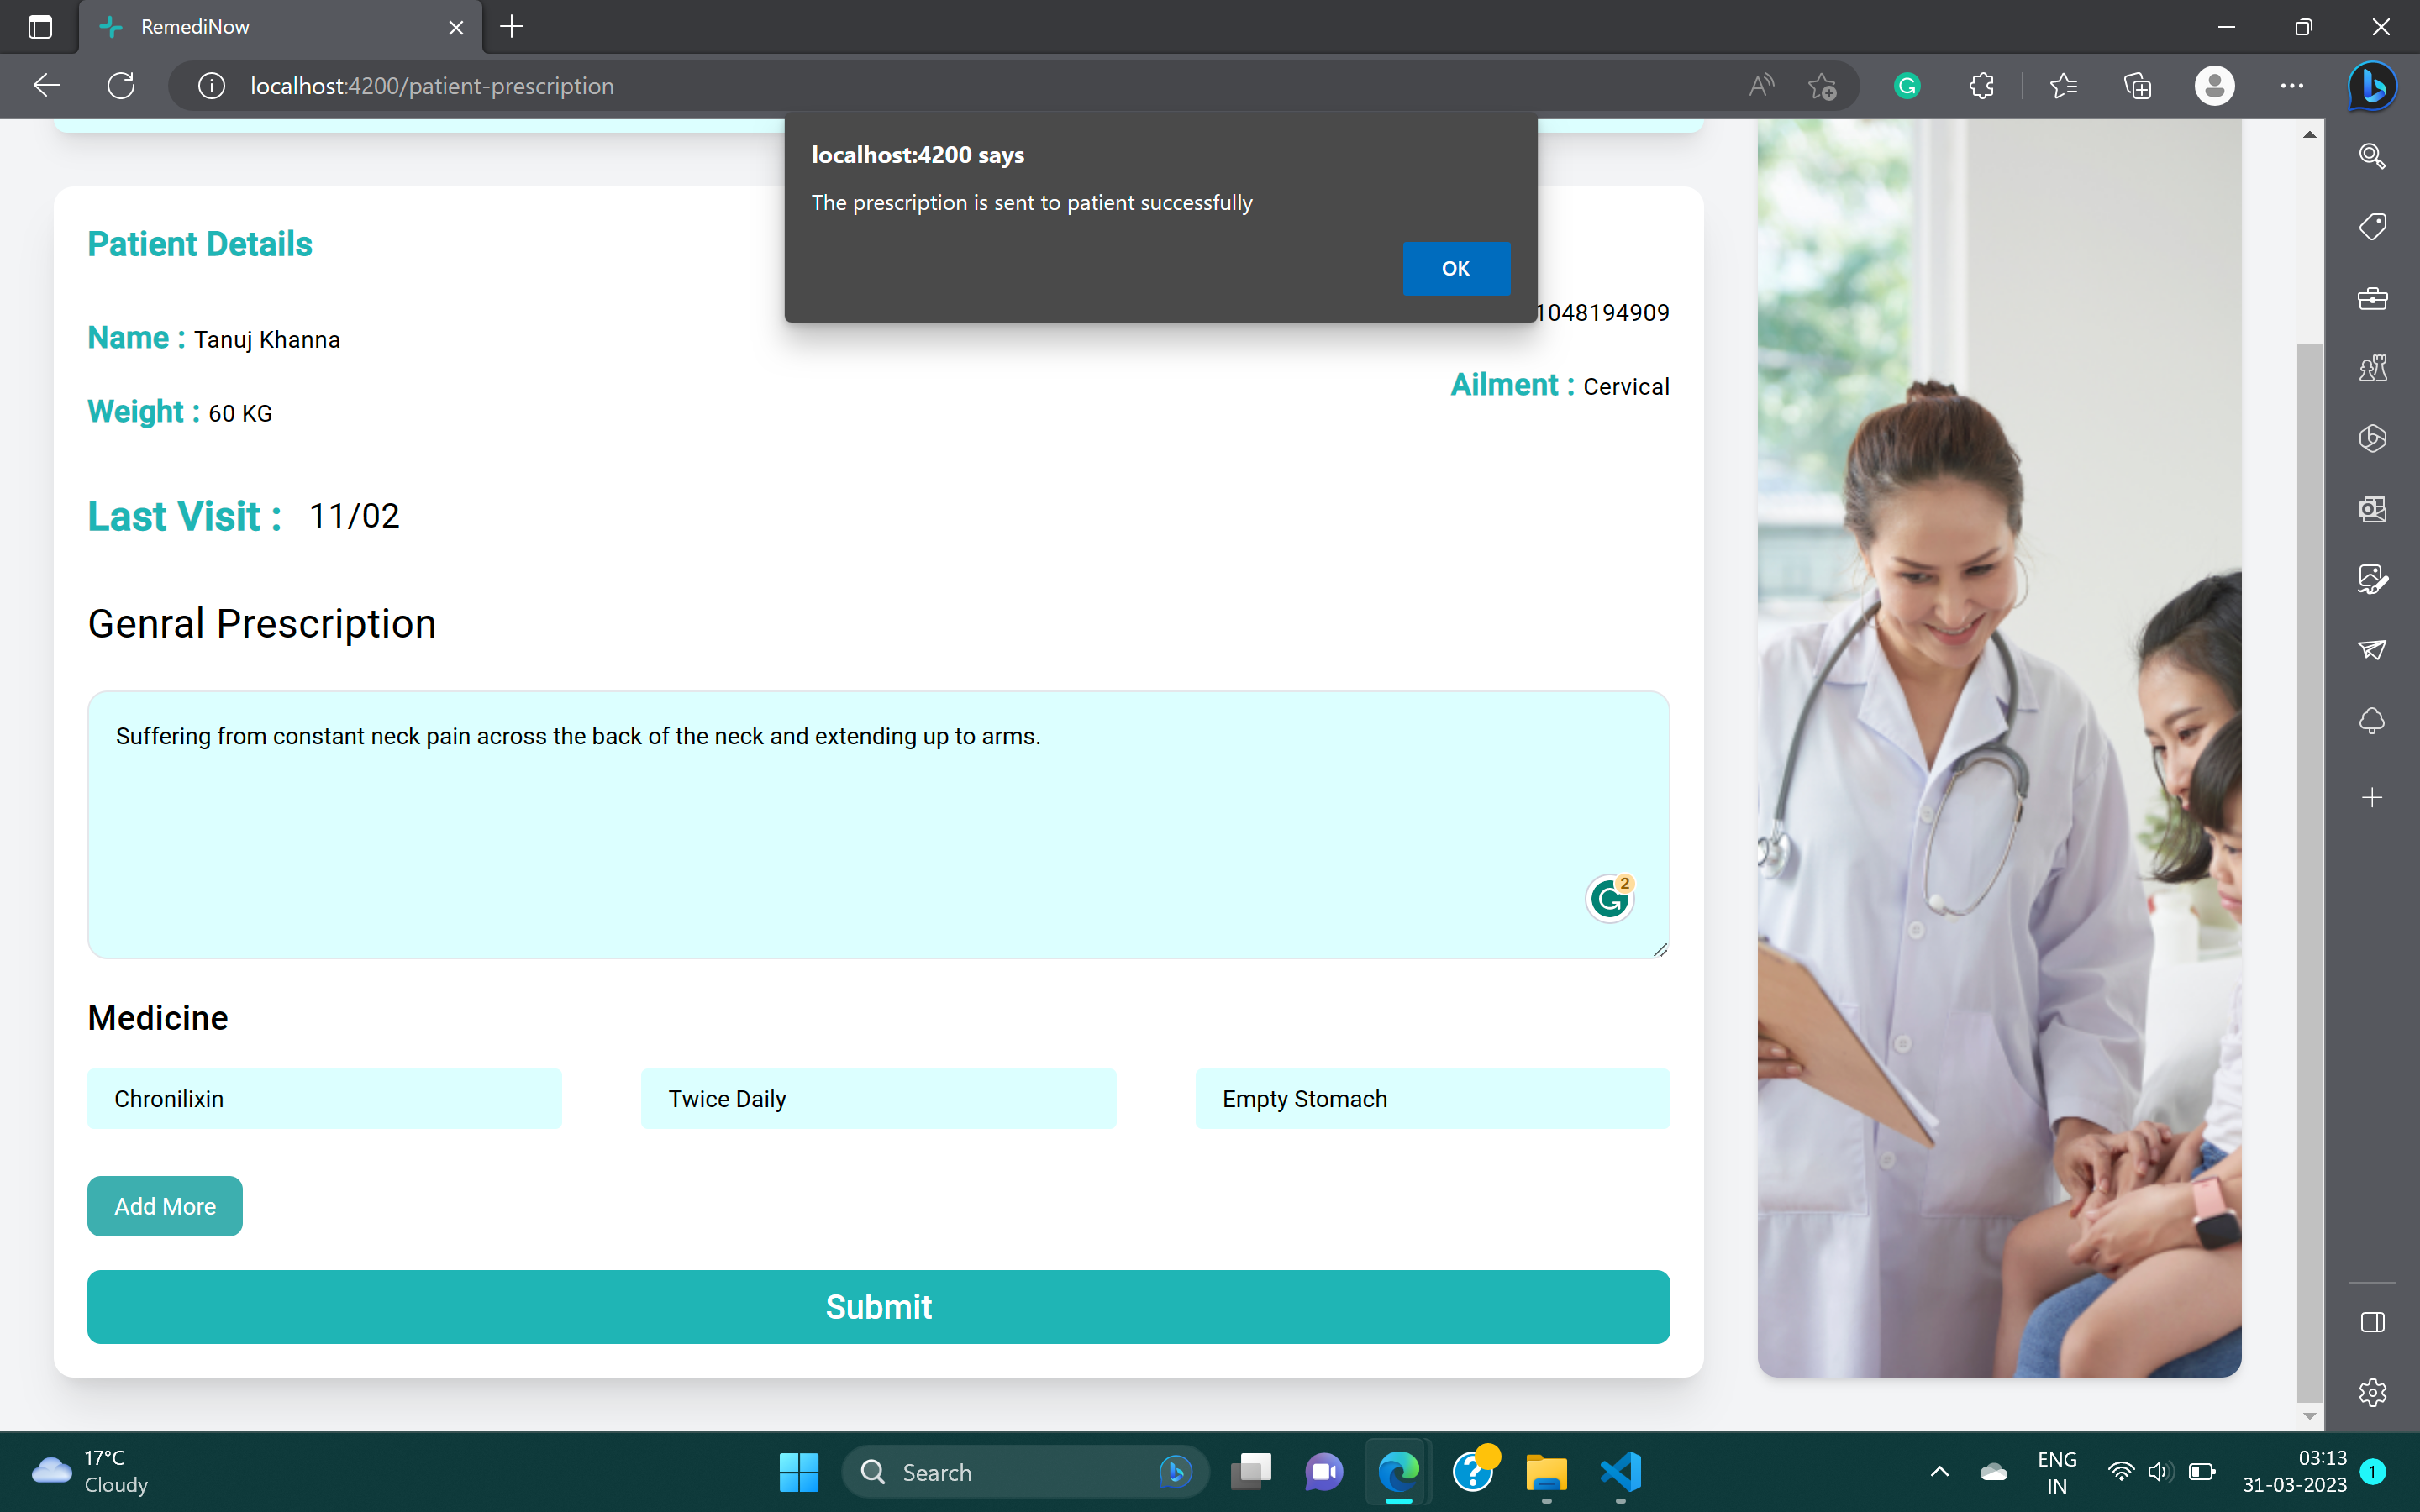 RemediNow
localhost:4200/patient-prescription
localhost:4200 says
The prescription is sent to patient successfully
OK
Patient Details
1048194909
Name : Tanuj Khanna
Ailment : Cervical
Weight : 60 KG
Last Visit : 11/02
Genral Prescription
Suffering from constant neck pain across the back of the neck and extending up to arms.
2
Medicine
Chronilixin
Twice Daily
Empty Stomach
Add More
Submit
17°C
Cloudy
Search
ENG
IN
03:13
31-03-2023
1